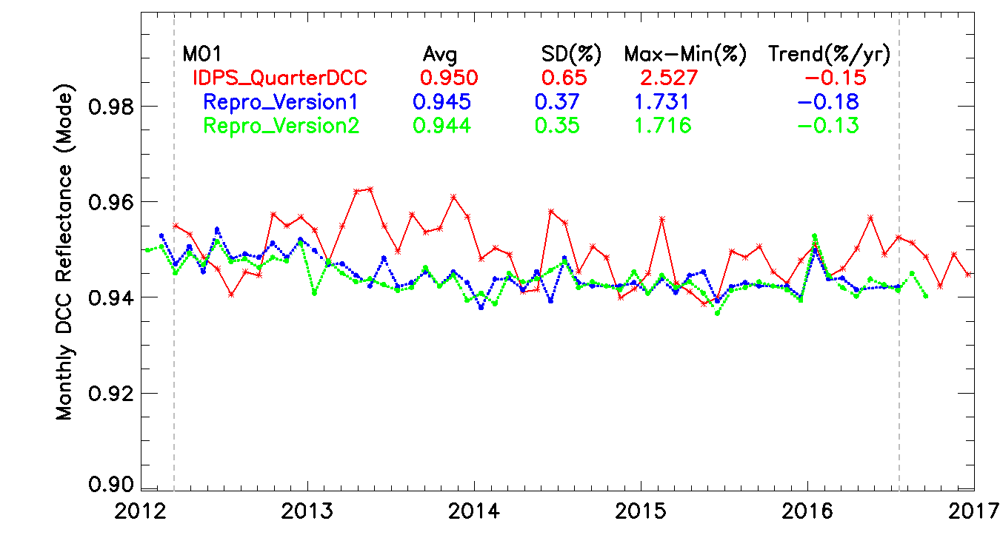 M01 Avg SD(%) Max-Min(%) Trend(%/yr)
IDPS_QuarterDCC 0.950 0.65 2.527 -0.15
Repro_Version1 0.945 0.37 1.731 -0.18
Repro_Version2 0.944 0.35 1.716 -0.13
Monthly DCC Reflectance (Mode)
0.98
0.96
0.94
0.92
0.90
2012 2013 2014 2015 2016 2017